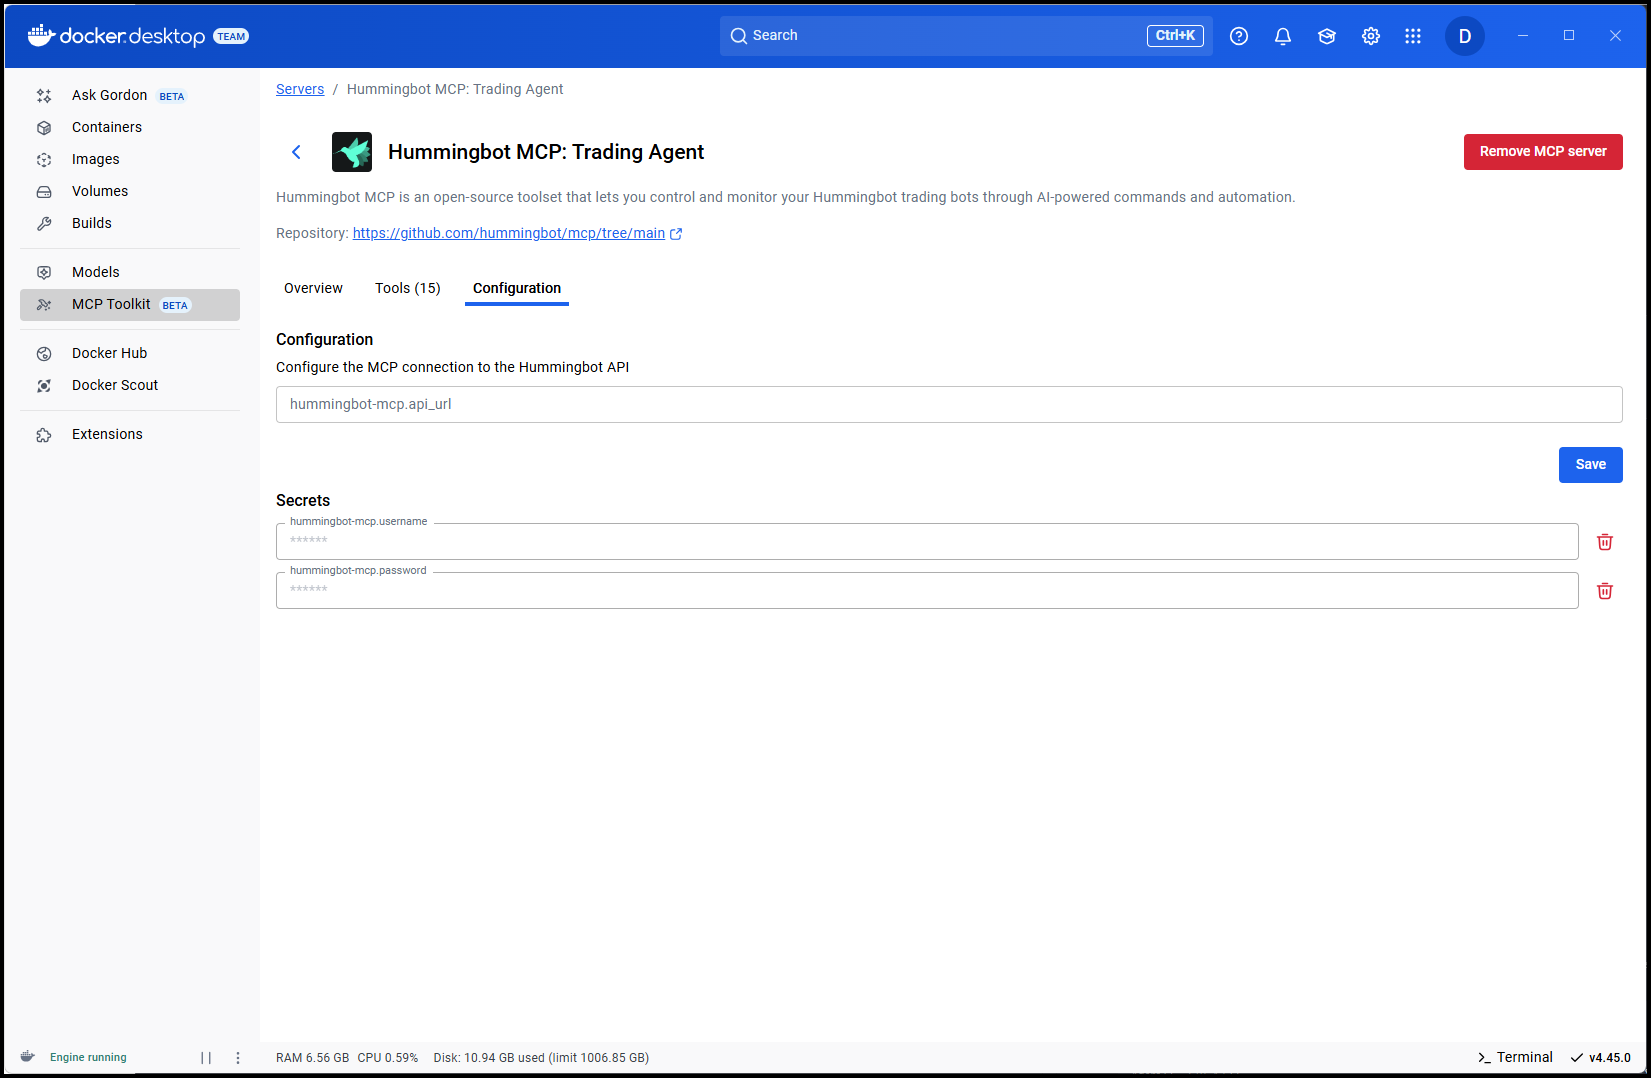 docker.desktop TEAM
Search
Ctrl+K
D
Ask Gordon BETA
Containers
Images
Volumes
Builds
Models
MCP Toolkit BETA
Docker Hub
Docker Scout
Extensions
Servers / Hummingbot MCP: Trading Agent
Hummingbot MCP: Trading Agent
Remove MCP server
Hummingbot MCP is an open-source toolset that lets you control and monitor your Hummingbot trading bots through AI-powered commands and automation.
Repository: https://github.com/hummingbot/mcp/tree/main
Overview
Tools (15)
Configuration
Configuration
Configure the MCP connection to the Hummingbot API
hummingbot-mcp.api_url
Save
Secrets
hummingbot-mcp.username
******
hummingbot-mcp.password
******
Engine running
RAM 6.56 GB CPU 0.59% Disk: 10.94 GB used (limit 1006.85 GB)
Terminal
v4.45.0